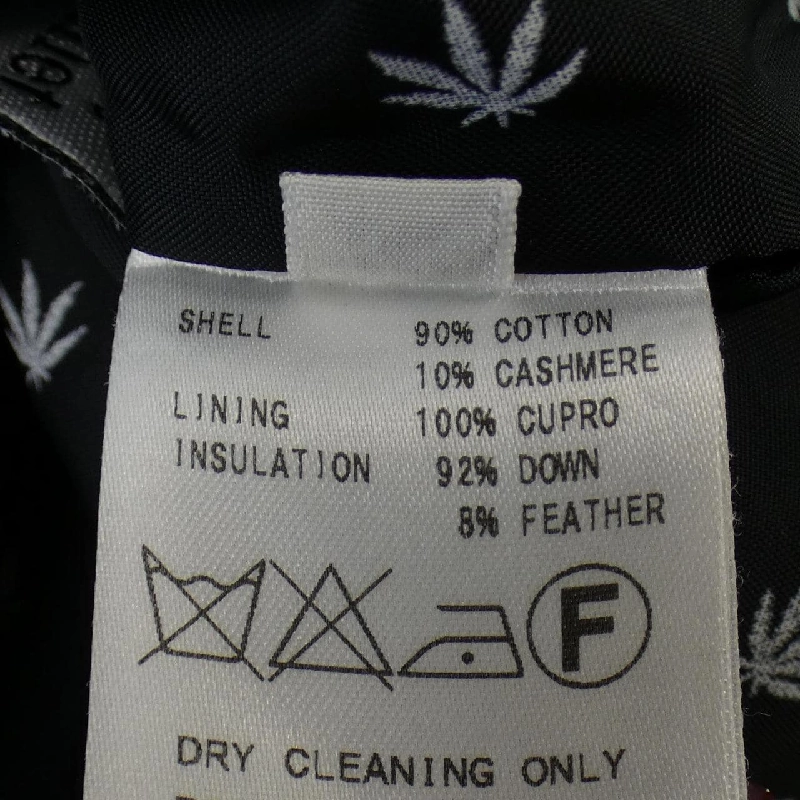 SHELL 90% COTTON
10% CASHMERE
LINING 100% CUPRO
INSULATION 92% DOWN
8% FEATHER
F
DRY CLEANING ONLY